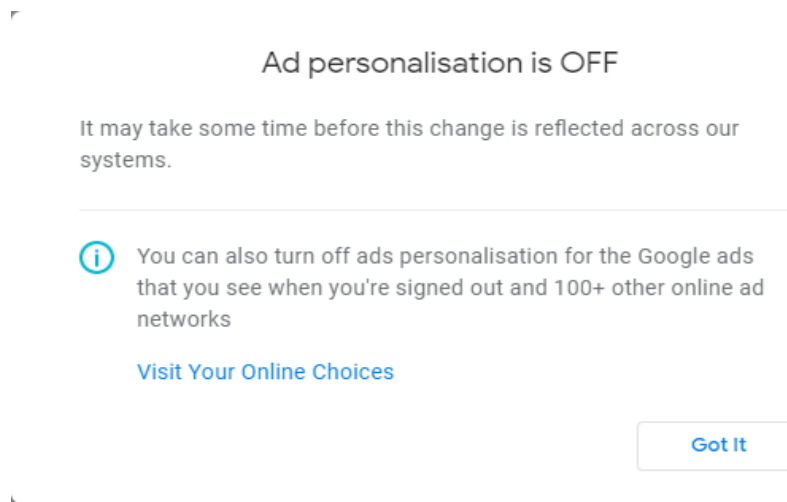 Ad personalisation is OFF
It may take some time before this change is reflected across our
systems.
You can also turn off ads personalisation for the Google ads
that you see when you're signed out and 100+ other online ad
networks
Visit Your Online Choices
Got It